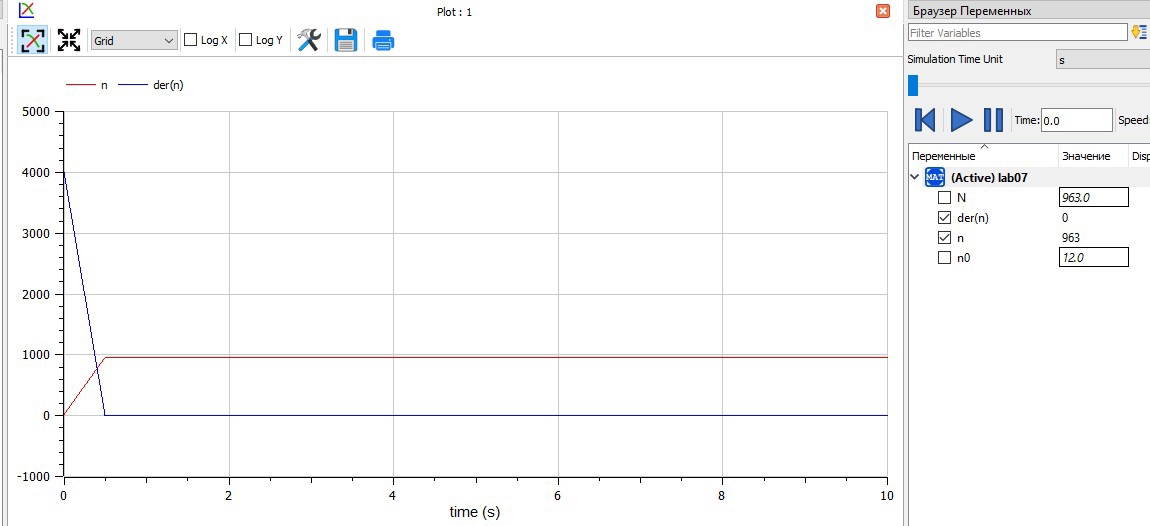 Plot : 1
Grid
Log X
Log Y
n
der(n)
5000
4000
3000
2000
1000
0
-1000
0
2
4
6
8
10
time (s)
Браузер Переменных
Filter Variables
Simulation Time Unit
s
Time:
0.0
Speed:
Переменные
Значение
Disp
MAT
(Active) lab07
N
963.0
der(n)
0
n
963
n0
12.0